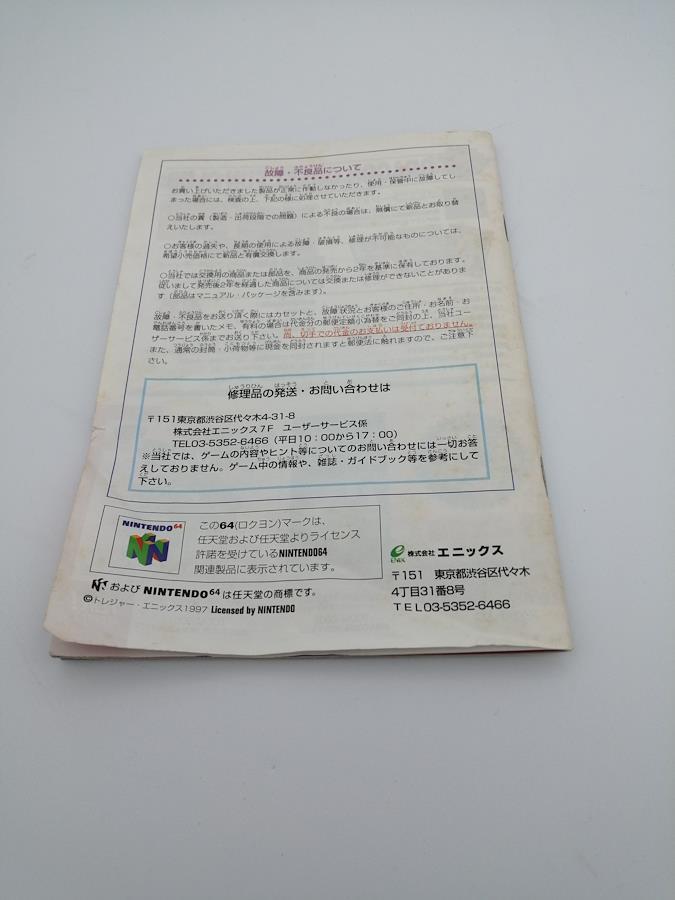 故障・不良品について
お買い上げいただきました製品が正常に作動しなかったり、使用・保管中に故障してし
まった場合には、検査の上、下記の様に処理させていただきます。
○当社の責(製造・出荷段階での問題)による不良の場合は、無償にて新品とお取り替
えいたします。
○お客様の過失や、長期の使用による故障・破損等、修理が不可能なものについては、
希望小売価格にて新品と有償交換します。
○当社では交換用の商品または部品を、商品の発売から2年を基準に保有しております。
従いまして発売後2年を経過した商品については交換または修理ができないことがありま
す(部品はマニュアル・パッケージを含みます)。
故障・不良品をお送り頂く際にはカセットと、故障状況とお客様のご住所・お名前・お
電話番号を書いたメモ、有料の場合は代金分の郵便定額小為替をご同封の上、当社ユー
ザーサービス係までお送り下さい。尚、切手での代金のお支払いは受付ておりません。
また、通常の封筒・小荷物等に現金を同封されますと郵便法に触れますので、ご注意下
さい。
修理品の発送・お問い合わせは
〒151東京都渋谷区代々木4-31-8
株式会社エニックス7F ユーザーサービス係
TEL03-5352-6466(平日10:00から17:00)
※当社では、ゲームの内容やヒント等についてのお問い合わせには一切お答
えしておりません。ゲーム中の情報や、雑誌・ガイドブック等を参考にして
下さい。
NINTENDO64
この64(ロクヨン)マークは、
任天堂および任天堂よりライセンス
許諾を受けているNINTENDO64
関連製品に表示されています。
および NINTENDO64は任天堂の商標です。
©トレジャー・エニックス1997 Licensed by NINTENDO
ENIX 株式会社 エニックス
〒151 東京都渋谷区代々木
4丁目31番8号
TEL03-5352-6466